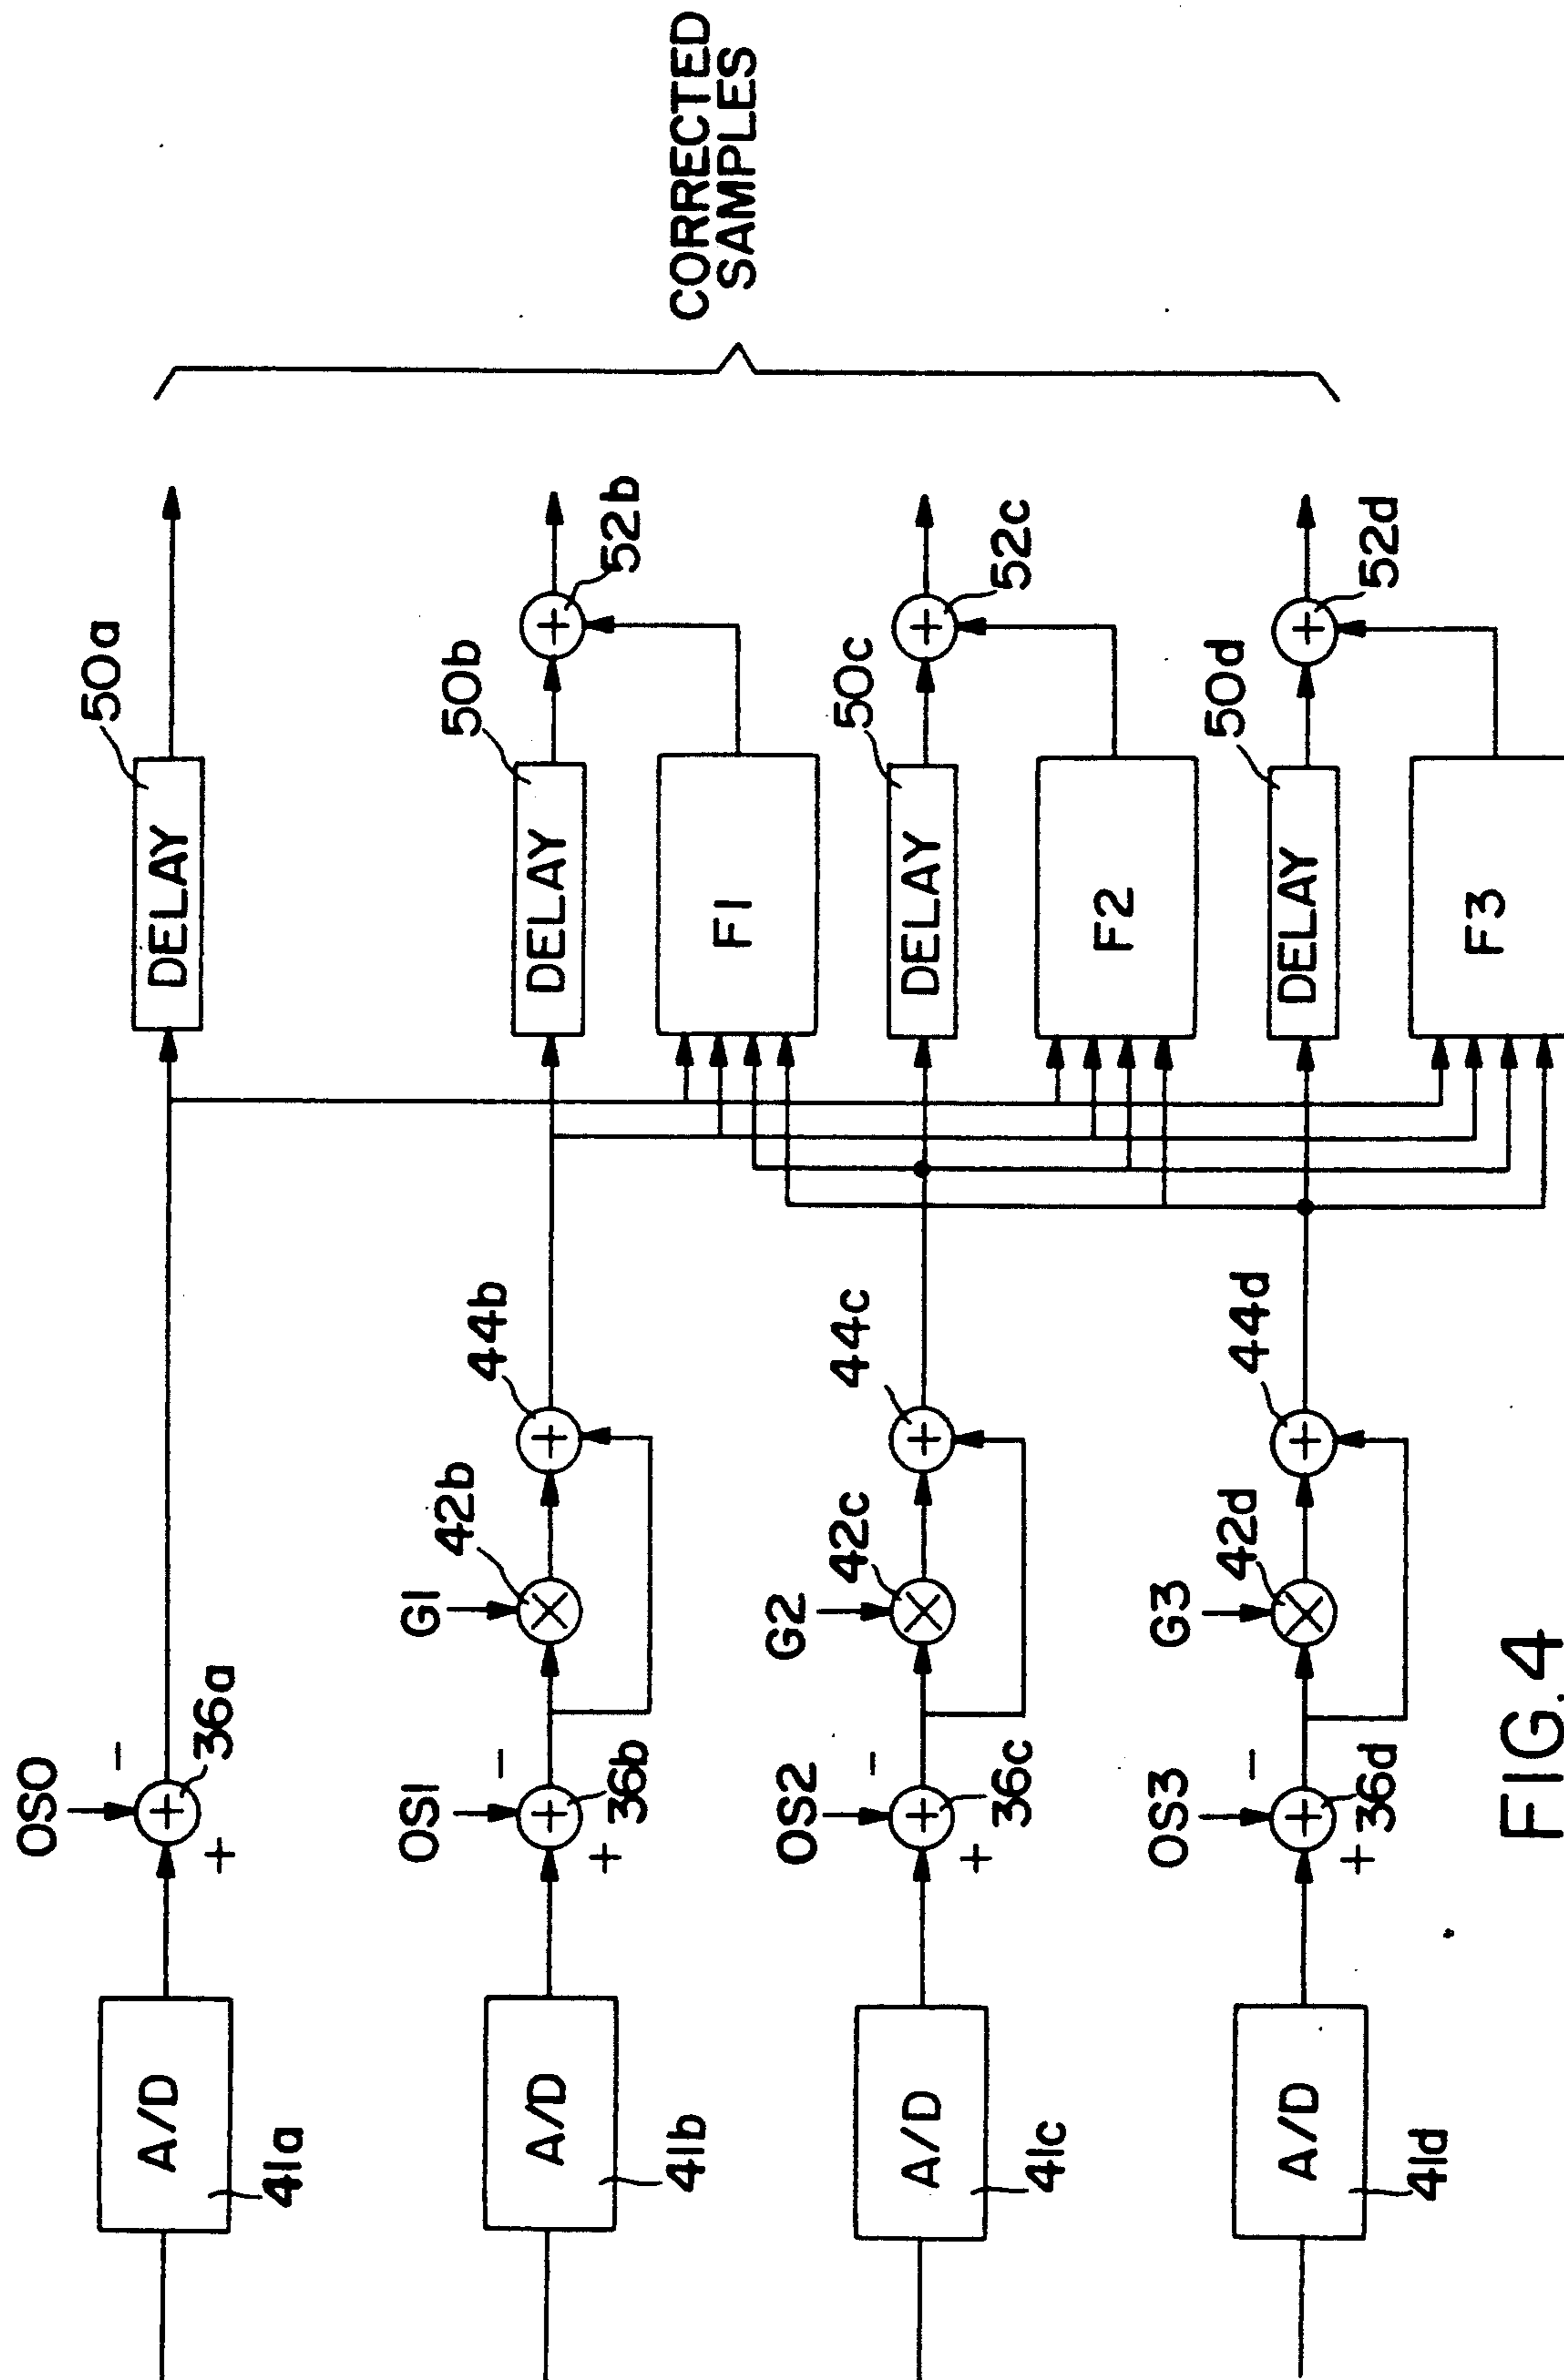 OS0
-
A/D
+
36a
DELAY
50a
41a
OS1
-
G1
42b
44b
A/D
+
36b
DELAY
50b
52b
41b
F1
CORRECTED
SAMPLES
OS2
-
G2
42c
44c
A/D
+
36c
DELAY
50c
52c
41c
F2
OS3
-
G3
42d
44d
A/D
+
36d
DELAY
50d
52d
41d
F3
FIG. 4